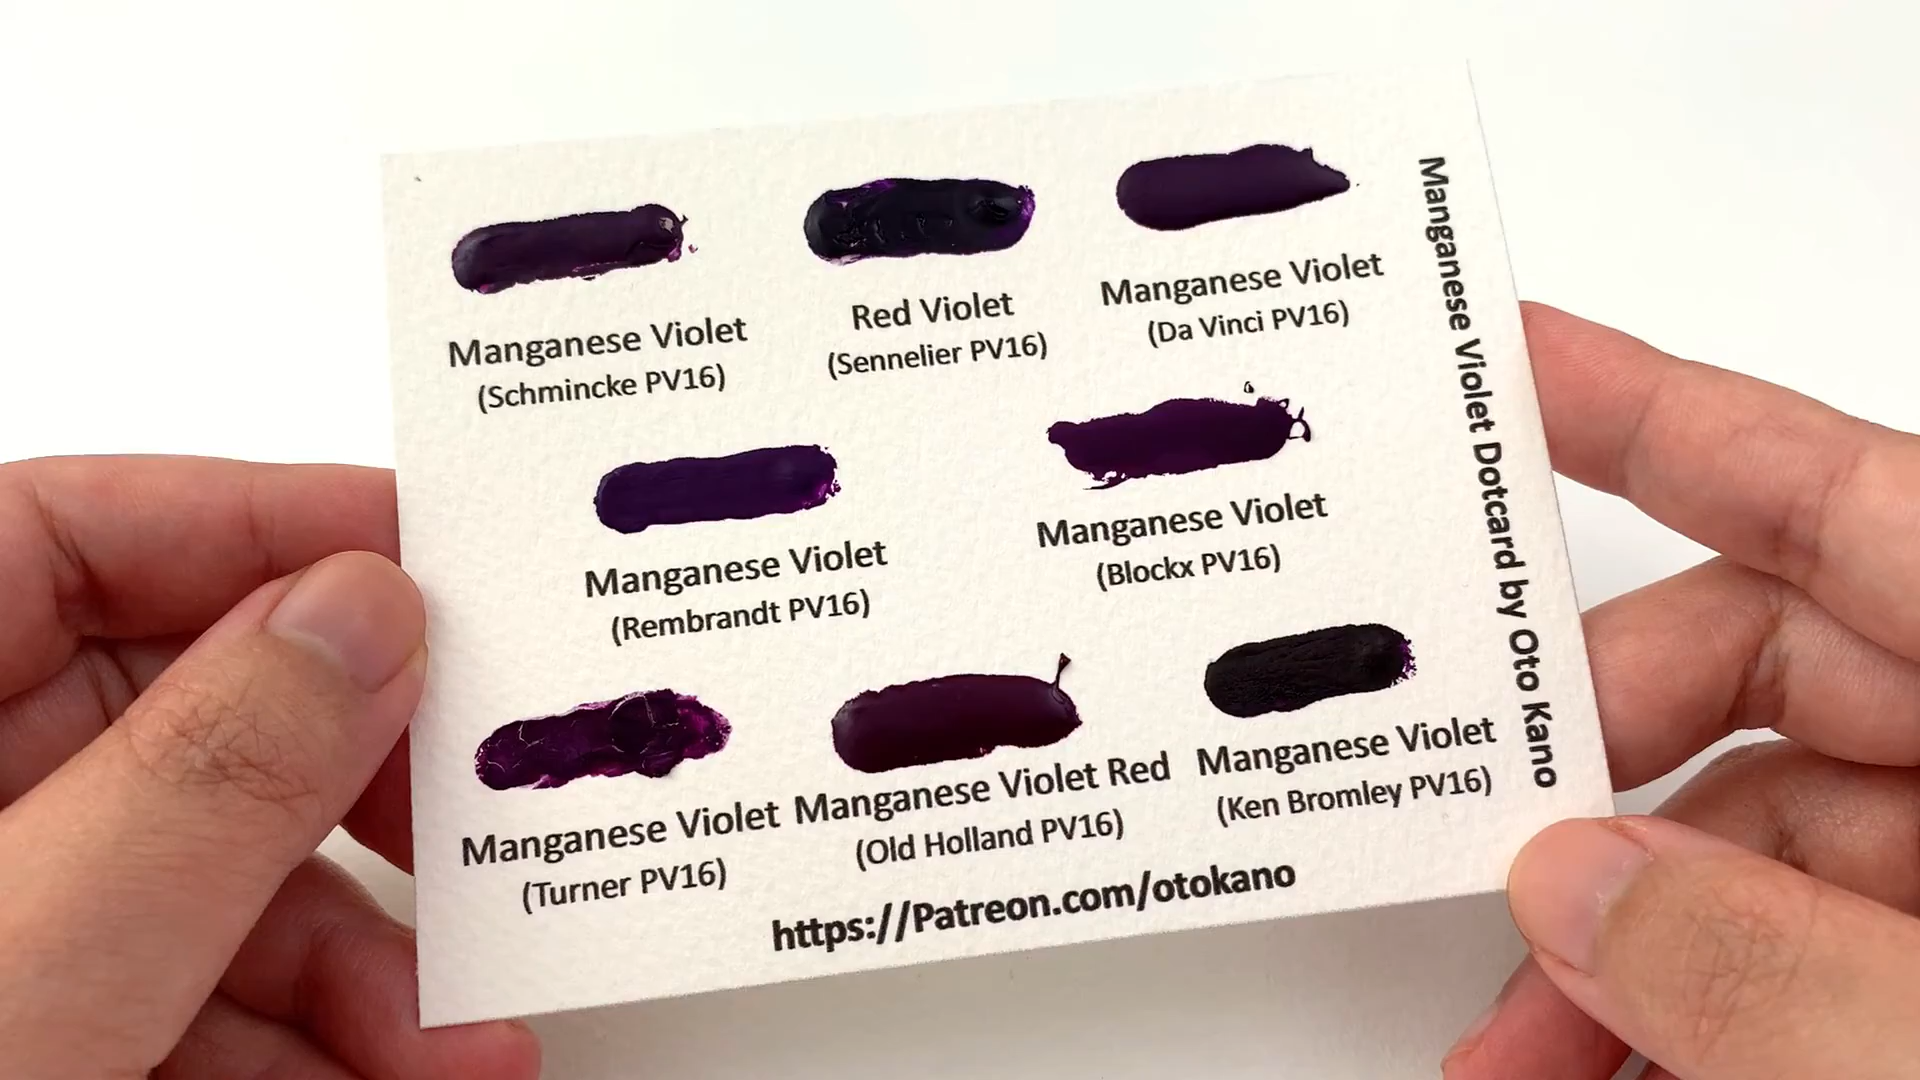 Manganese Violet
(Schmincke PV16)
Red Violet
(Sennelier PV16)
Manganese Violet
(Da Vinci PV16)
Manganese Violet
(Rembrandt PV16)
Manganese Violet
(Blockx PV16)
Manganese Violet
(Turner PV16)
Manganese Violet Red
(Old Holland PV16)
Manganese Violet
(Ken Bromley PV16)
https://Patreon.com/otokano
Manganese Violet Dotcard by Oto Kano